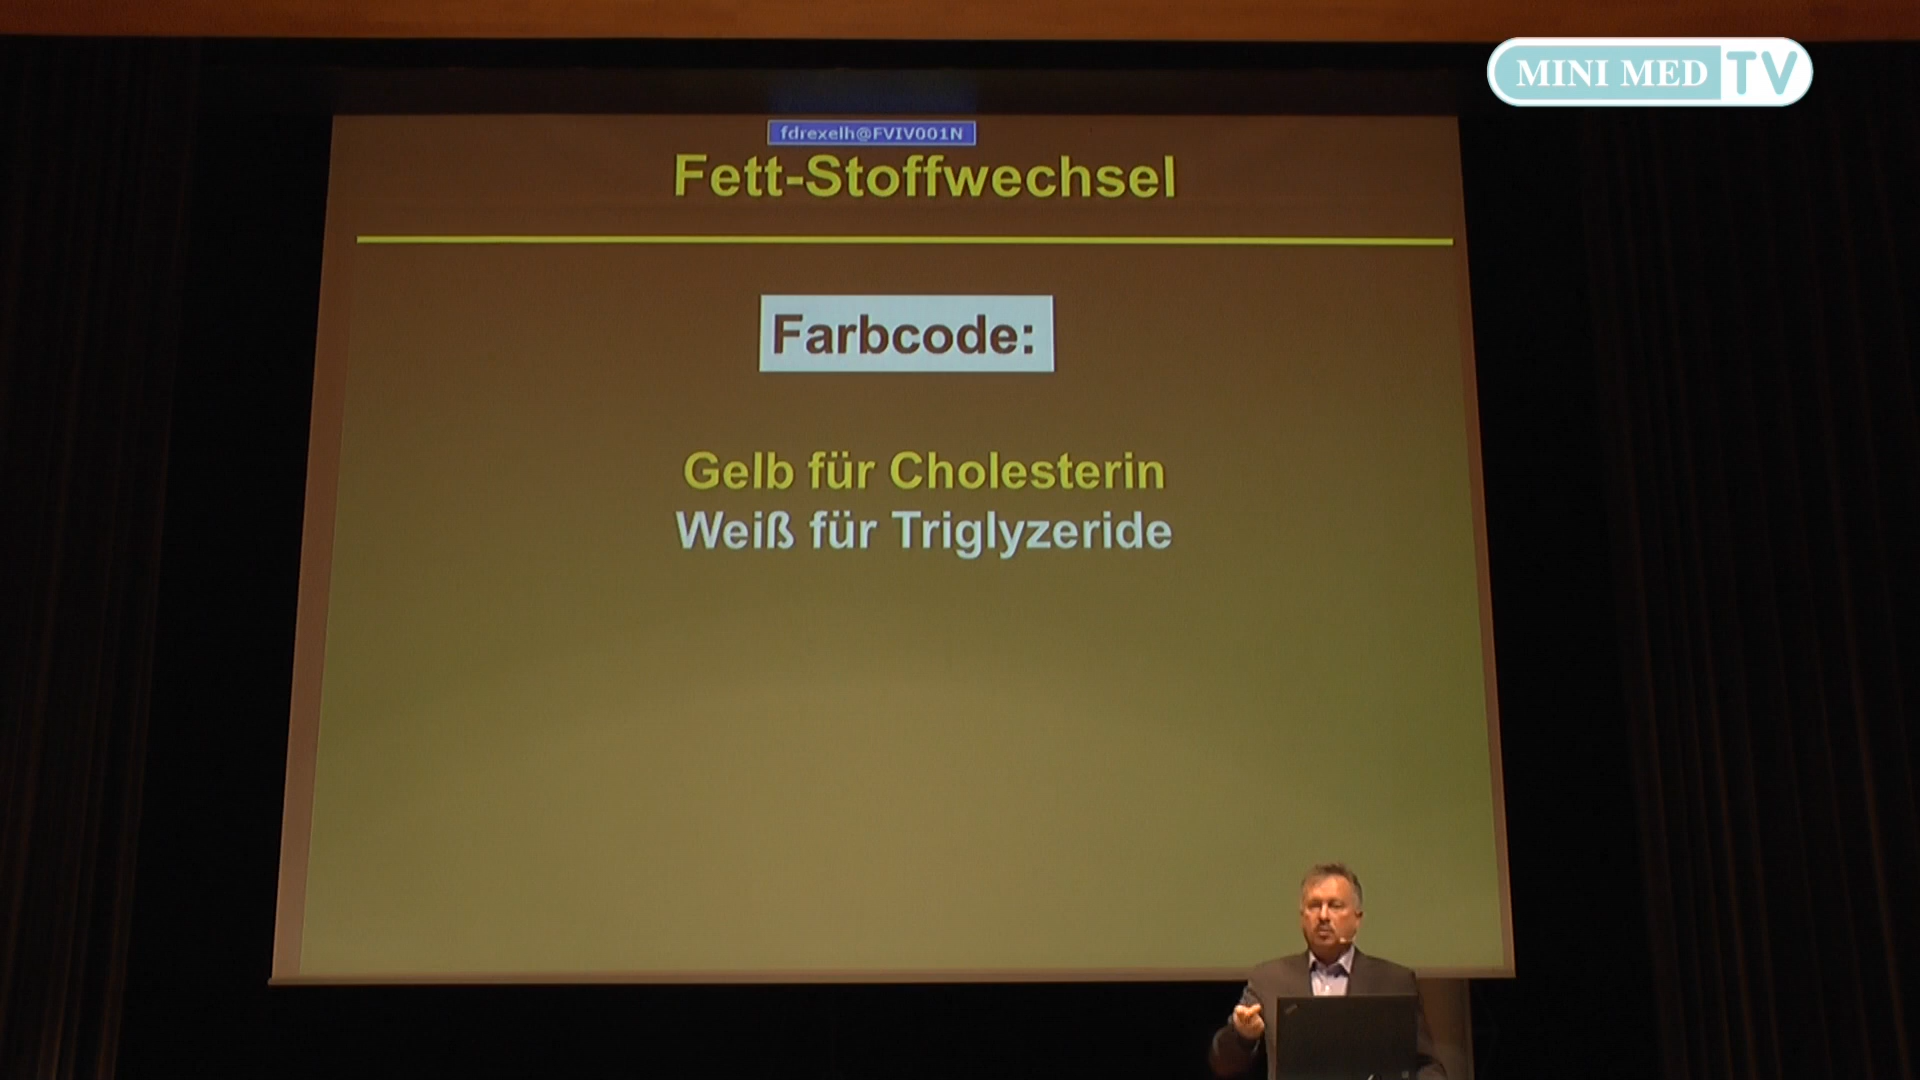 MINI MED TV
fdrexelh@FVIV001N
Fett-Stoffwechsel
Farbcode:
Gelb für Cholesterin
Weiß für Triglyzeride